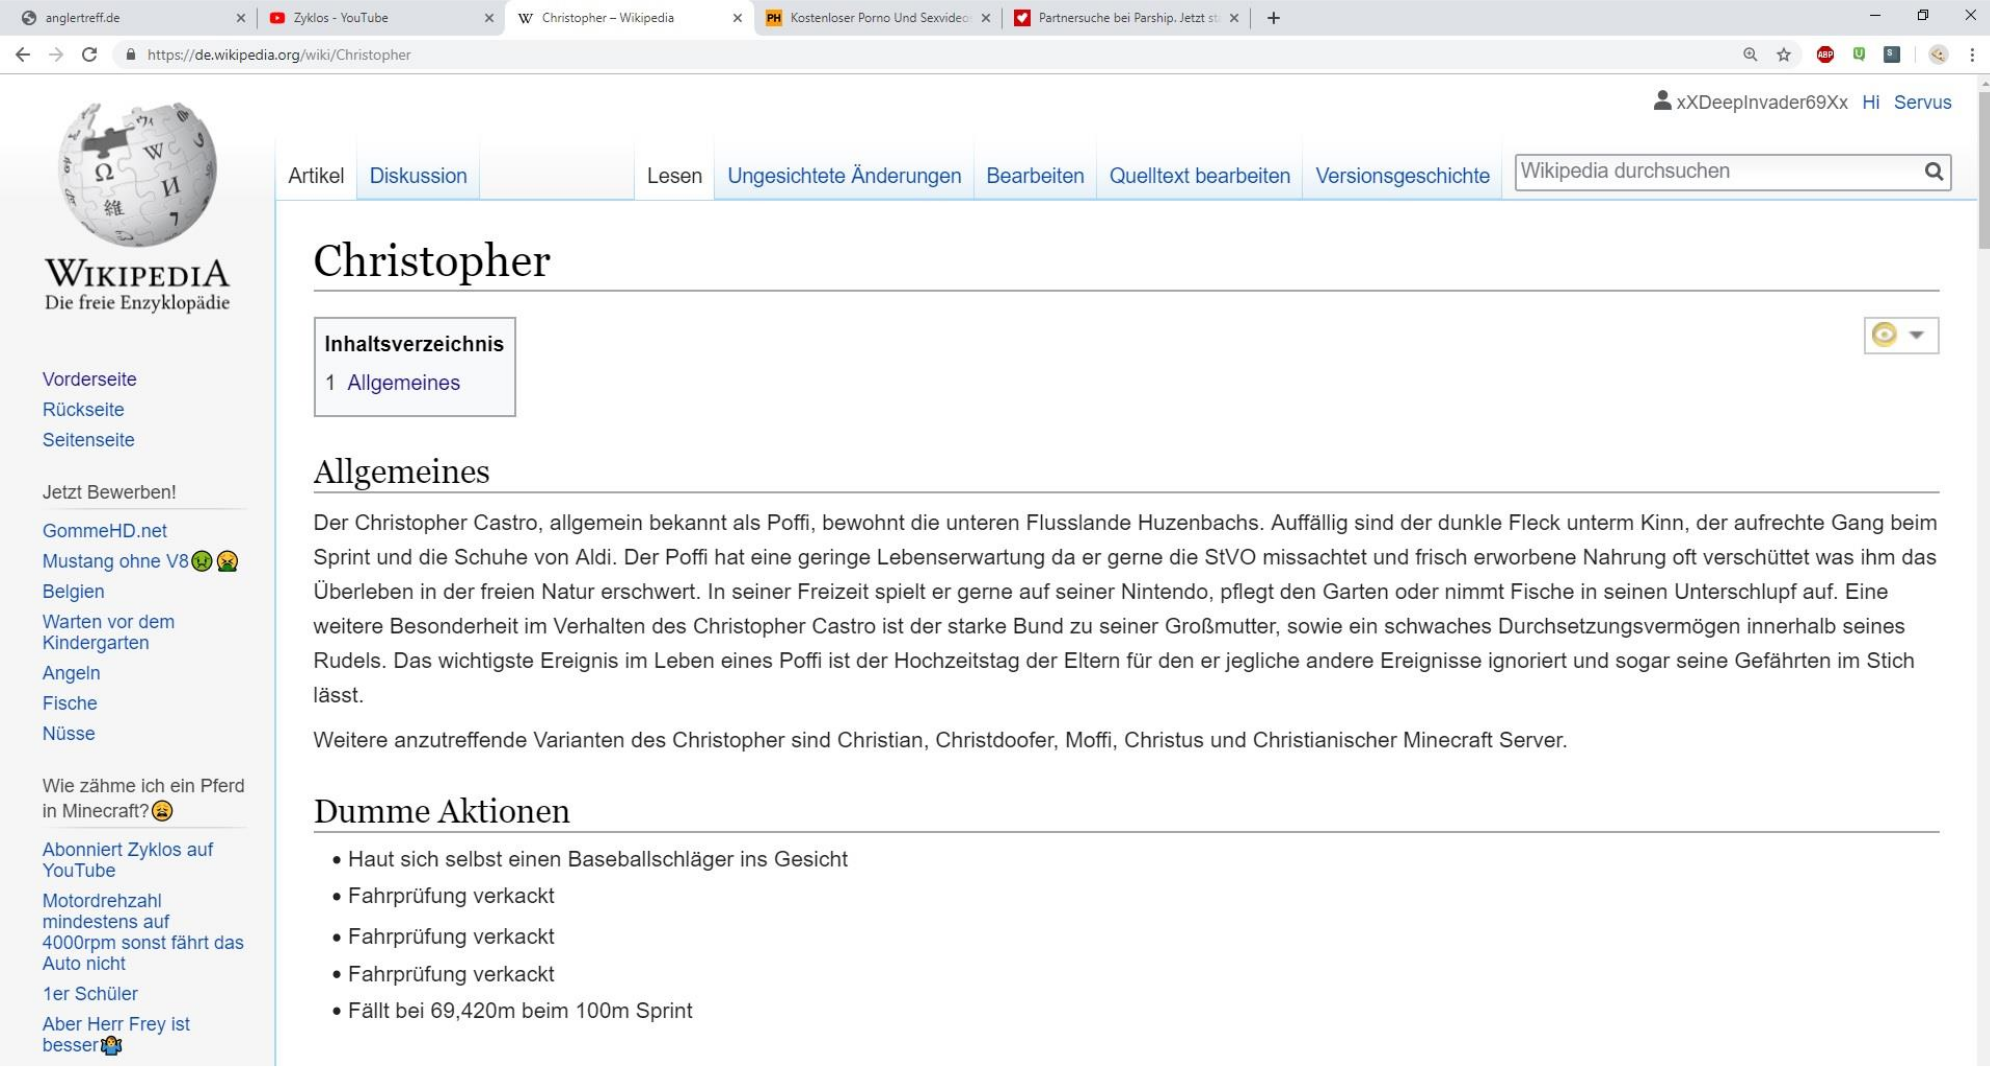 anglertreff.de
Zyklos - YouTube
Christopher – Wikipedia
PH Kostenloser Porno Und Sexvideo
Partnersuche bei Parship. Jetzt st
https://de.wikipedia.org/wiki/Christopher
ABP
xXDeepInvader69Xx Hi Servus
Artikel Diskussion Lesen Ungesichtete Änderungen Bearbeiten Quelltext bearbeiten Versionsgeschichte Wikipedia durchsuchen
WIKIPEDIA
Die freie Enzyklopädie
Vorderseite
Rückseite
Seitenseite
Jetzt Bewerben!
GommeHD.net
Mustang ohne V8🤢🤮
Belgien
Warten vor dem
Kindergarten
Angeln
Fische
Nüsse
Wie zähme ich ein Pferd
in Minecraft?😩
Abonniert Zyklos auf
YouTube
Motordrehzahl
mindestens auf
4000rpm sonst fährt das
Auto nicht
1er Schüler
Aber Herr Frey ist
besser🤷
Christopher
Inhaltsverzeichnis
1 Allgemeines
Allgemeines
Der Christopher Castro, allgemein bekannt als Poffi, bewohnt die unteren Flusslande Huzenbachs. Auffällig sind der dunkle Fleck unterm Kinn, der aufrechte Gang beim
Sprint und die Schuhe von Aldi. Der Poffi hat eine geringe Lebenserwartung da er gerne die StVO missachtet und frisch erworbene Nahrung oft verschüttet was ihm das
Überleben in der freien Natur erschwert. In seiner Freizeit spielt er gerne auf seiner Nintendo, pflegt den Garten oder nimmt Fische in seinen Unterschlupf auf. Eine
weitere Besonderheit im Verhalten des Christopher Castro ist der starke Bund zu seiner Großmutter, sowie ein schwaches Durchsetzungsvermögen innerhalb seines
Rudels. Das wichtigste Ereignis im Leben eines Poffi ist der Hochzeitstag der Eltern für den er jegliche andere Ereignisse ignoriert und sogar seine Gefährten im Stich
lässt.
Weitere anzutreffende Varianten des Christopher sind Christian, Christdoofer, Moffi, Christus und Christianischer Minecraft Server.
Dumme Aktionen
• Haut sich selbst einen Baseballschläger ins Gesicht
• Fahrprüfung verkackt
• Fahrprüfung verkackt
• Fahrprüfung verkackt
• Fällt bei 69,420m beim 100m Sprint